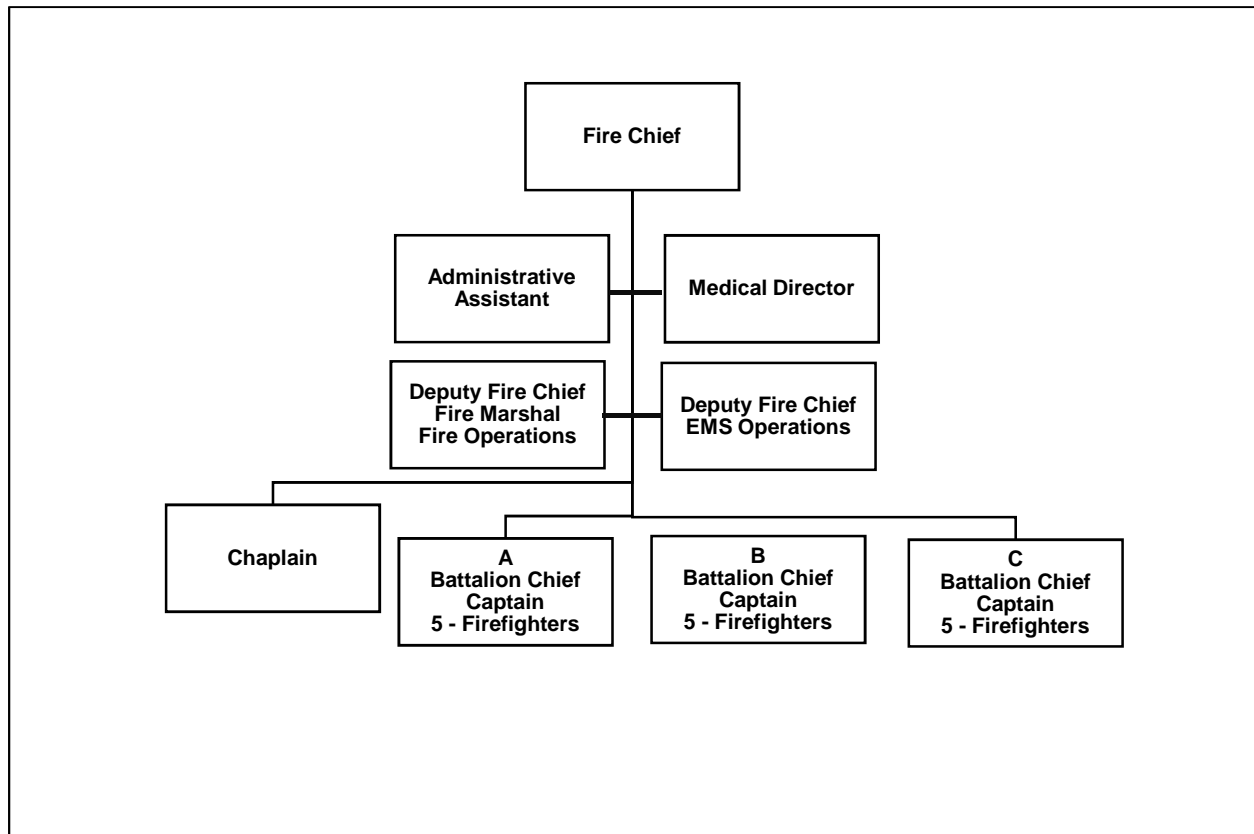 Fire Chief
Administrative
Assistant
Medical Director
Deputy Fire Chief
Fire Marshal
Fire Operations
Deputy Fire Chief
EMS Operations
Chaplain
A
Battalion Chief
Captain
5 - Firefighters
B
Battalion Chief
Captain
5 - Firefighters
C
Battalion Chief
Captain
5 - Firefighters